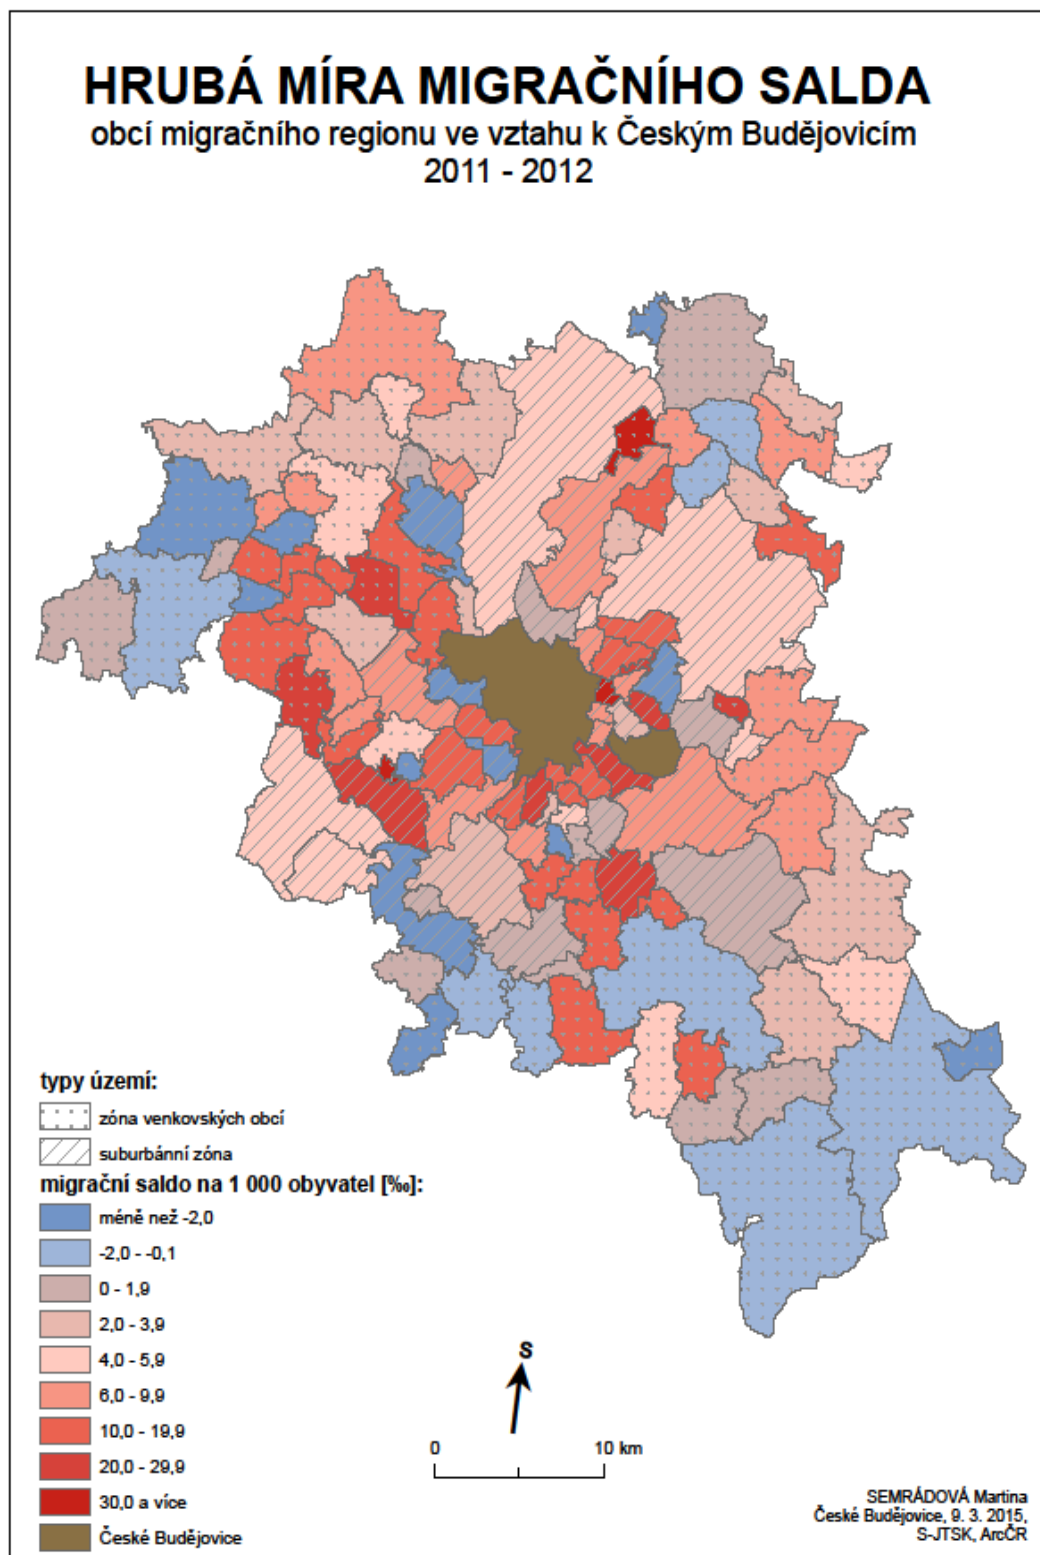 HRUBÁ MÍRA MIGRAČNÍHO SALDA
obcí migračního regionu ve vztahu k Českým Budějovicím
2011 - 2012
typy území:
zóna venkovských obcí
suburbánní zóna
migrační saldo na 1 000 obyvatel [‰]:
méně než -2,0
-2,0 - -0,1
0 - 1,9
2,0 - 3,9
4,0 - 5,9
6,0 - 9,9
10,0 - 19,9
20,0 - 29,9
30,0 a více
České Budějovice
S
0 10 km
SEMRÁDOVÁ Martina
České Budějovice, 9. 3. 2015,
S-JTSK, ArcČR